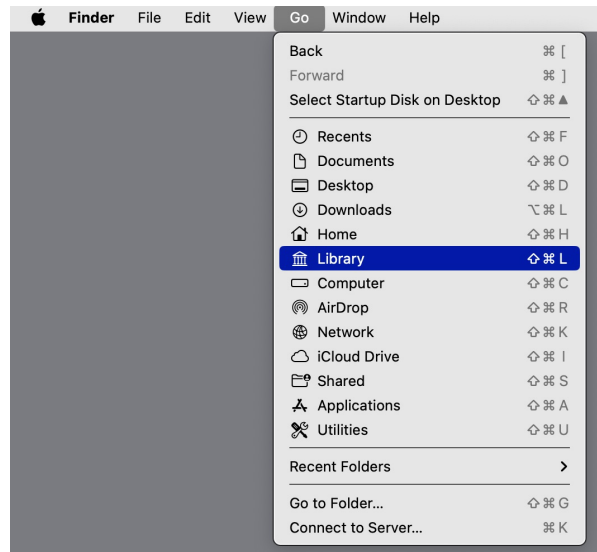 Finder File Edit View Go Window Help
Back ⌘ [
Forward ⌘ ]
Select Startup Disk on Desktop ⇧⌘▲
Recents ⇧⌘F
Documents ⇧⌘O
Desktop ⇧⌘D
Downloads ⌥⌘L
Home ⇧⌘H
Library ⇧⌘L
Computer ⇧⌘C
AirDrop ⇧⌘R
Network ⇧⌘K
iCloud Drive ⇧⌘I
Shared ⇧⌘S
Applications ⇧⌘A
Utilities ⇧⌘U
Recent Folders >
Go to Folder... ⇧⌘G
Connect to Server... ⌘K